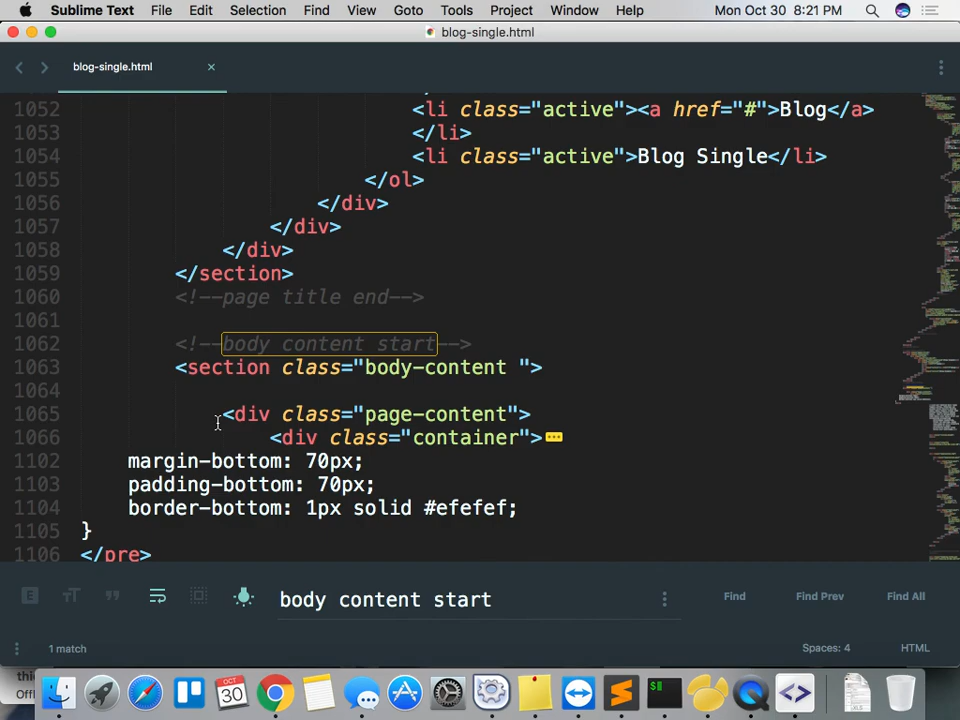 Sublime Text File Edit Selection Find View Goto Tools Project Window Help Mon Oct 30 8:21 PM
blog-single.html
blog-single.html ×
1052 <li class="active"><a href="#">Blog</a>
1053 </li>
1054 <li class="active">Blog Single</li>
1055 </ol>
1056 </div>
1057 </div>
1058 </div>
1059 </section>
1060 <!--page title end-->
1061
1062 <!--body content start-->
1063 <section class="body-content ">
1064
1065 <div class="page-content">
1066 <div class="container">
1102 margin-bottom: 70px;
1103 padding-bottom: 70px;
1104 border-bottom: 1px solid #efefef;
1105 }
1106 </pre>
body content start Find Find Prev Find All
1 match Spaces: 4 HTML
OCT
30